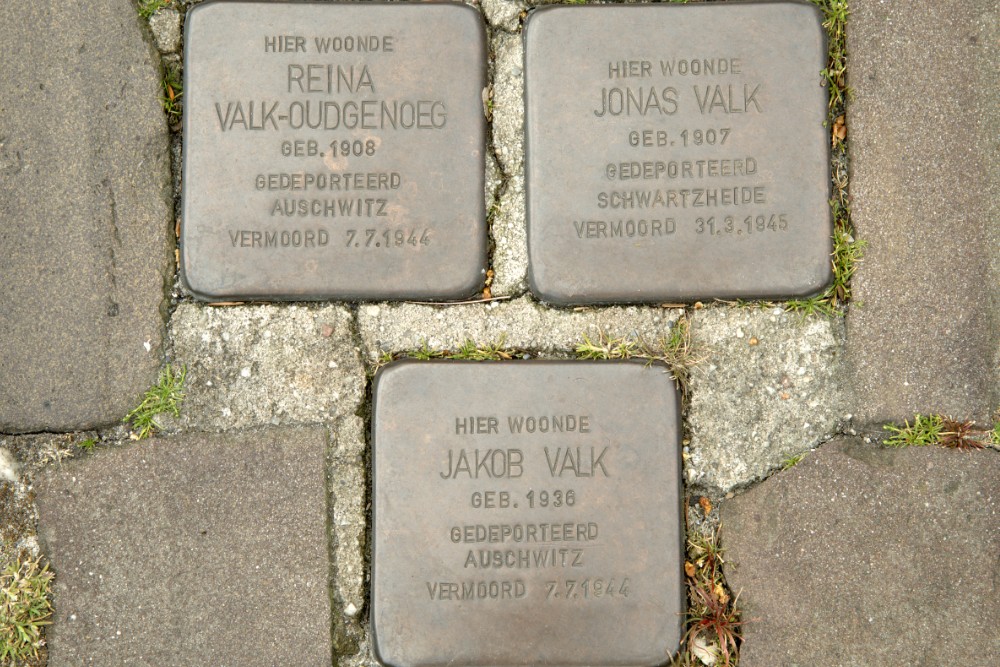 HIER WOONDE
REINA
VALK-OUDGENOEG
GEB. 1908
GEDEPORTEERD
AUSCHWITZ
VERMOORD 7.7.1944
HIER WOONDE
JONAS VALK
GEB. 1907
GEDEPORTEERD
SCHWARTZHEIDE
VERMOORD 31.3.1945
HIER WOONDE
JAKOB VALK
GEB. 1936
GEDEPORTEERD
AUSCHWITZ
VERMOORD 7.7.1944